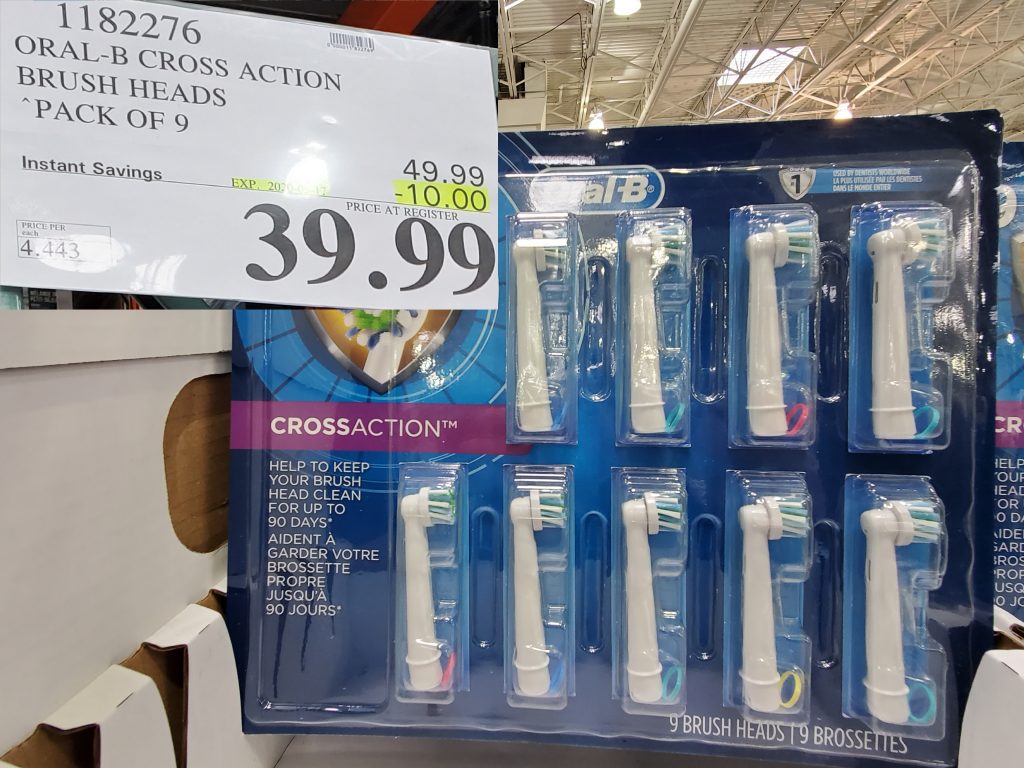 1182276
ORAL-B CROSS ACTION
BRUSH HEADS
^PACK OF 9
Instant Savings
49.99
EXP.
-10.00
PRICE AT REGISTER
PRICE PER
each
4.443
39.99
Oral-B®
#1
USED BY DENTISTS WORLDWIDE
LA PLUS UTILISÉE PAR LES DENTISTES
DANS LE MONDE ENTIER
CROSSACTION™
HELP TO KEEP
YOUR BRUSH
HEAD CLEAN
FOR UP TO
90 DAYS*
AIDENT À
GARDER VOTRE
BROSSETTE
PROPRE
JUSQU'À
90 JOURS*
9 BRUSH HEADS | 9 BROSSETTES